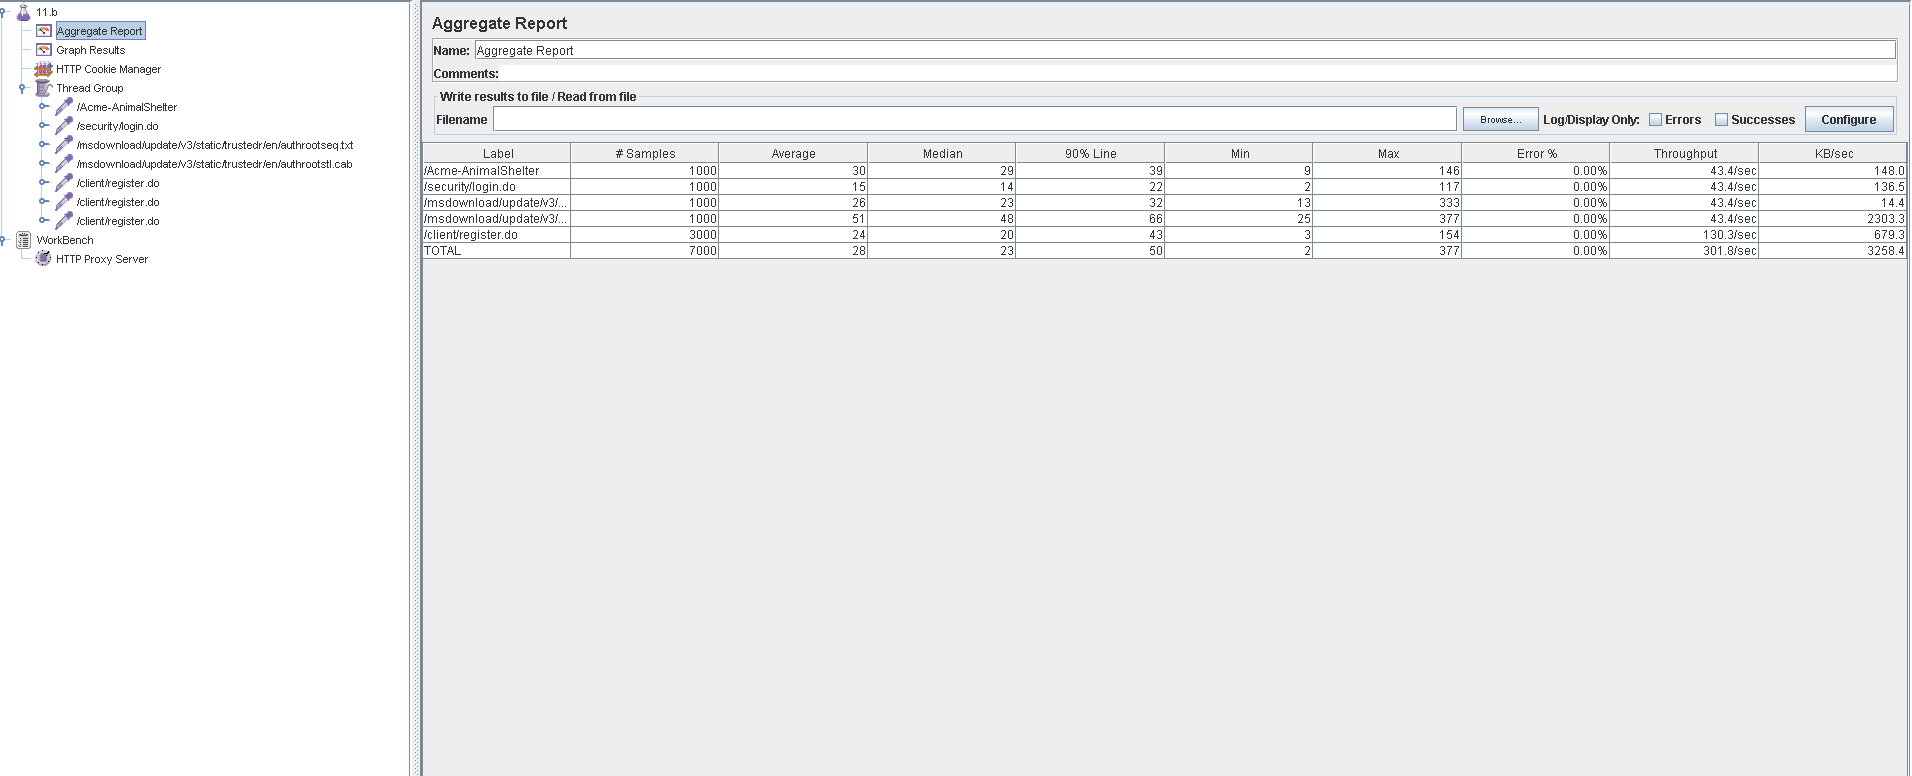 11.b
Aggregate Report
Graph Results
HTTP Cookie Manager
Thread Group
/Acme-AnimalShelter
/security/login.do
/msdownload/update/v3/static/trustedr/en/authrootseq.txt
/msdownload/update/v3/static/trustedr/en/authrootstl.cab
/client/register.do
/client/register.do
/client/register.do
WorkBench
HTTP Proxy Server
Aggregate Report
Name: Aggregate Report
Comments:
Write results to file / Read from file
Filename Browse... Log/Display Only: Errors Successes Configure
Label # Samples Average Median 90% Line Min Max Error % Throughput KB/sec
/Acme-AnimalShelter 1000 30 29 39 9 146 0.00% 43.4/sec 148.0
/security/login.do 1000 15 14 22 2 117 0.00% 43.4/sec 136.5
/msdownload/update/v3/... 1000 26 23 32 13 333 0.00% 43.4/sec 14.4
/msdownload/update/v3/... 1000 51 48 66 25 377 0.00% 43.4/sec 2303.3
/client/register.do 3000 24 20 43 3 154 0.00% 130.3/sec 679.3
TOTAL 7000 28 23 50 2 377 0.00% 301.8/sec 3258.4